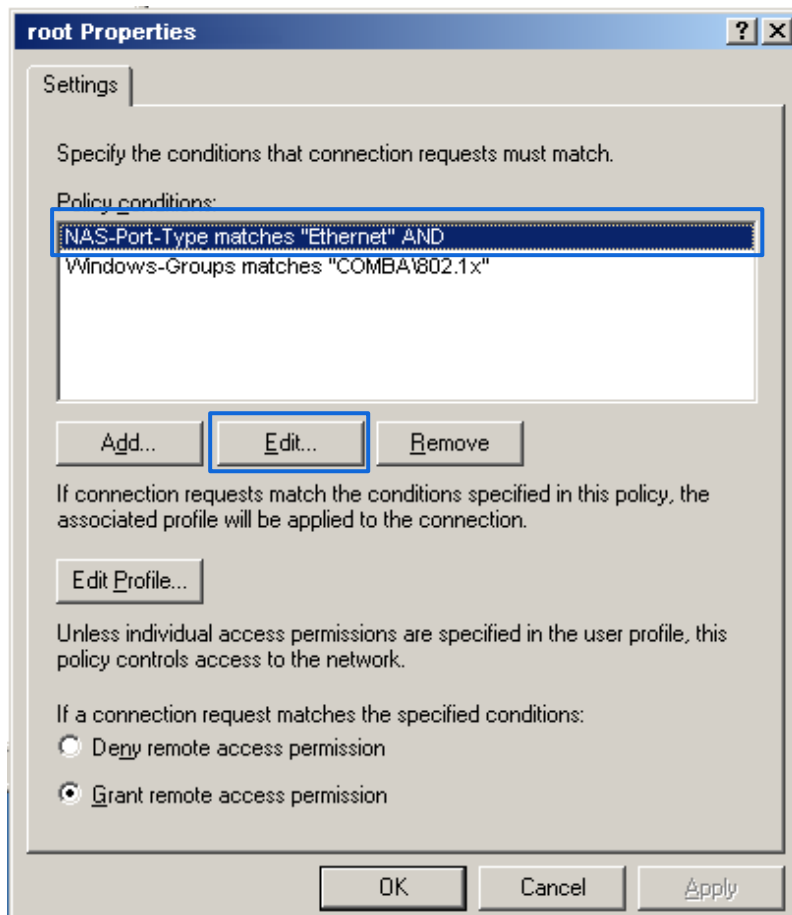 root Properties
Settings
Specify the conditions that connection requests must match.
Policy conditions:
NAS-Port-Type matches "Ethernet" AND
Windows-Groups matches "COMBA\802.1x"
Add... Edit... Remove
If connection requests match the conditions specified in this policy, the
associated profile will be applied to the connection.
Edit Profile...
Unless individual access permissions are specified in the user profile, this
policy controls access to the network.
If a connection request matches the specified conditions:
Deny remote access permission
Grant remote access permission
OK Cancel Apply